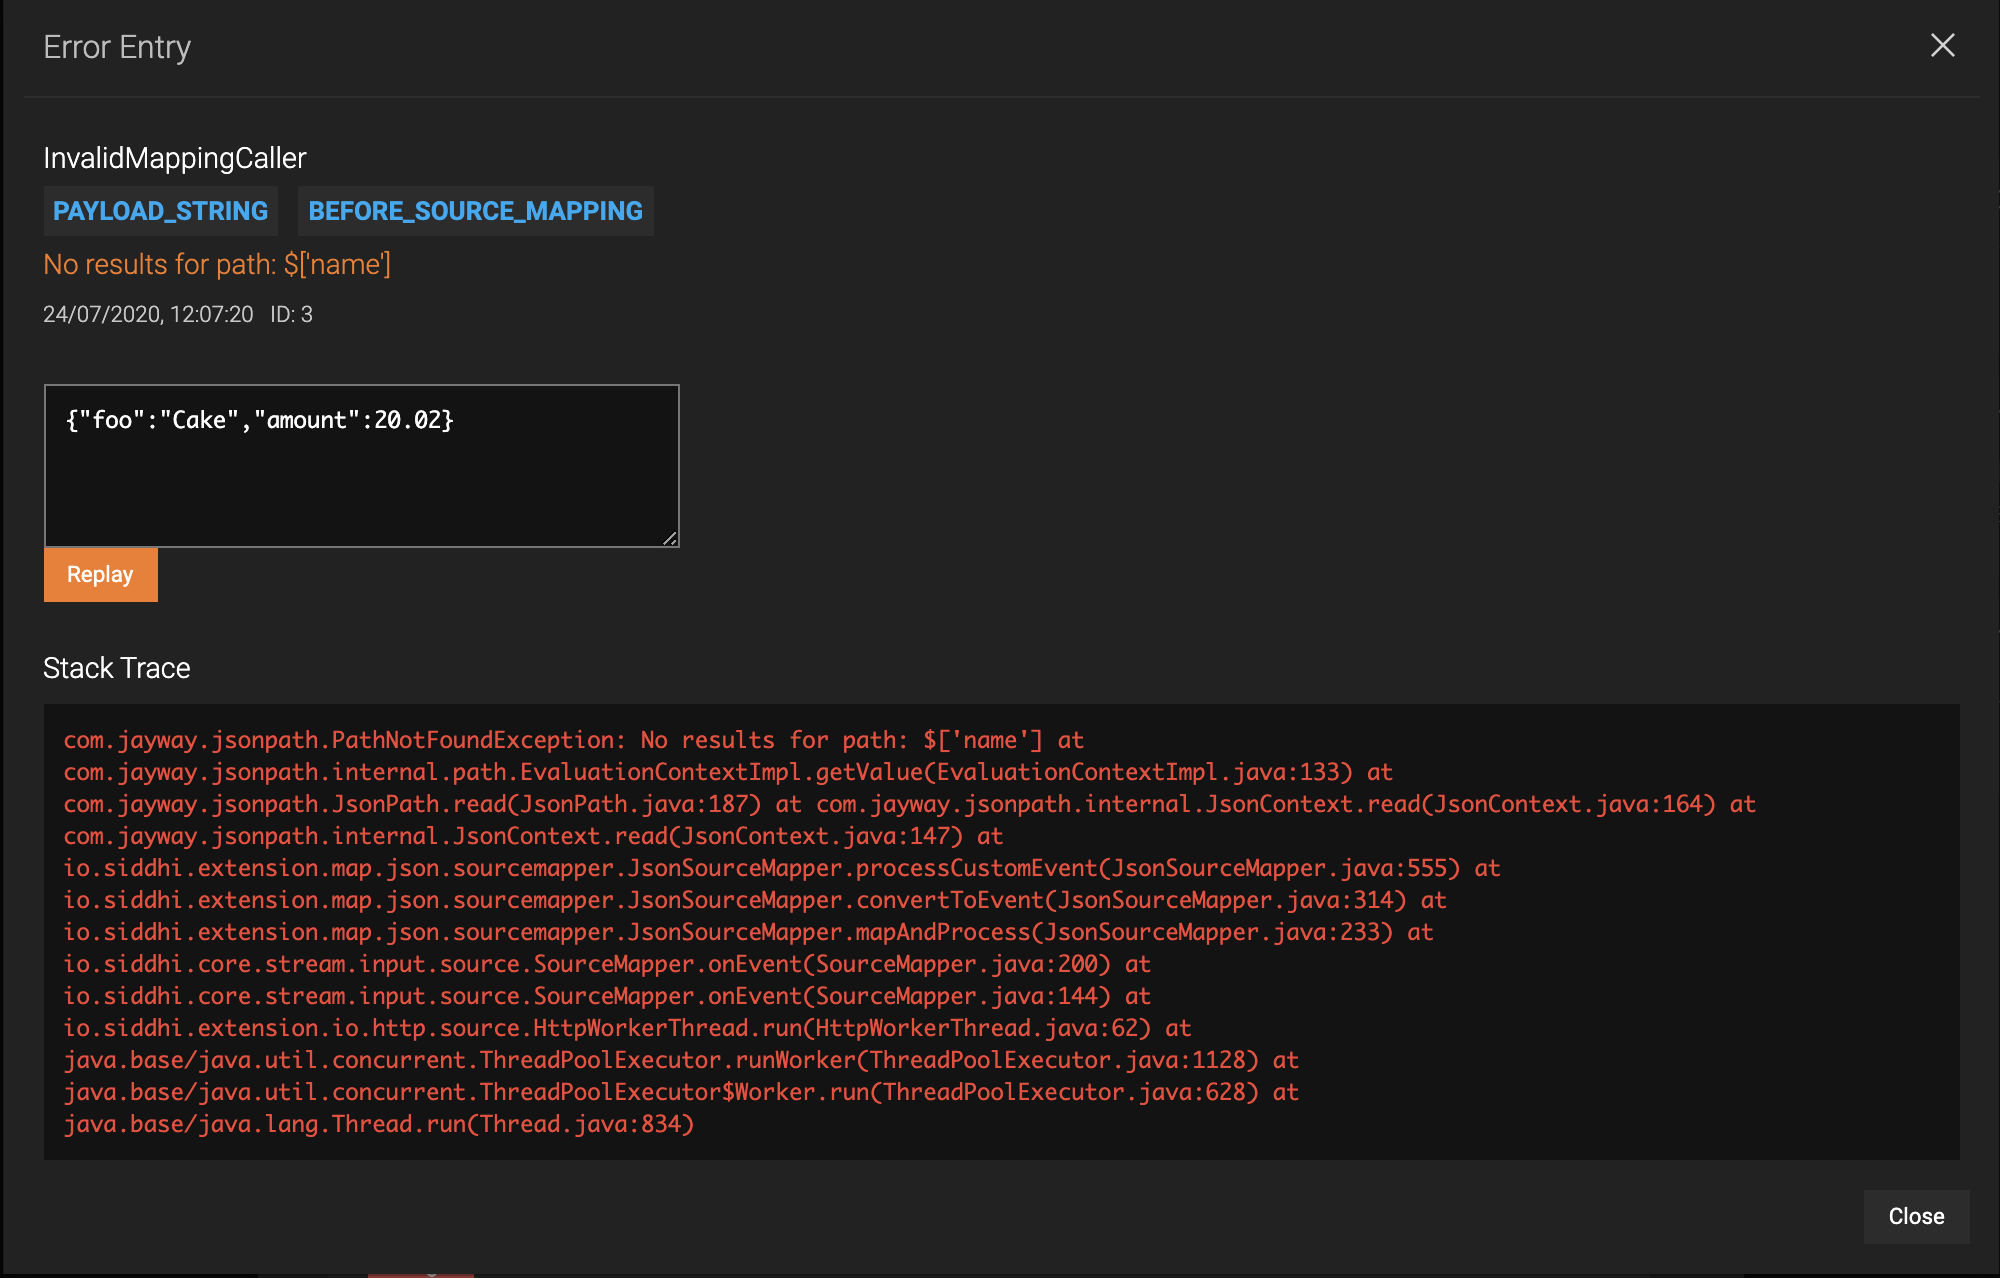 Error Entry
InvalidMappingCaller
PAYLOAD_STRING BEFORE_SOURCE_MAPPING
No results for path: $['name']
24/07/2020, 12:07:20 ID: 3
{"foo":"Cake","amount":20.02}
Replay
Stack Trace
com.jayway.jsonpath.PathNotFoundException: No results for path: $['name'] at
com.jayway.jsonpath.internal.path.EvaluationContextImpl.getValue(EvaluationContextImpl.java:133) at
com.jayway.jsonpath.JsonPath.read(JsonPath.java:187) at com.jayway.jsonpath.internal.JsonContext.read(JsonContext.java:164) at
com.jayway.jsonpath.internal.JsonContext.read(JsonContext.java:147) at
io.siddhi.extension.map.json.sourcemapper.JsonSourceMapper.processCustomEvent(JsonSourceMapper.java:555) at
io.siddhi.extension.map.json.sourcemapper.JsonSourceMapper.convertToEvent(JsonSourceMapper.java:314) at
io.siddhi.extension.map.json.sourcemapper.JsonSourceMapper.mapAndProcess(JsonSourceMapper.java:233) at
io.siddhi.core.stream.input.source.SourceMapper.onEvent(SourceMapper.java:200) at
io.siddhi.core.stream.input.source.SourceMapper.onEvent(SourceMapper.java:144) at
io.siddhi.extension.io.http.source.HttpWorkerThread.run(HttpWorkerThread.java:62) at
java.base/java.util.concurrent.ThreadPoolExecutor.runWorker(ThreadPoolExecutor.java:1128) at
java.base/java.util.concurrent.ThreadPoolExecutor$Worker.run(ThreadPoolExecutor.java:628) at
java.base/java.lang.Thread.run(Thread.java:834)
Close